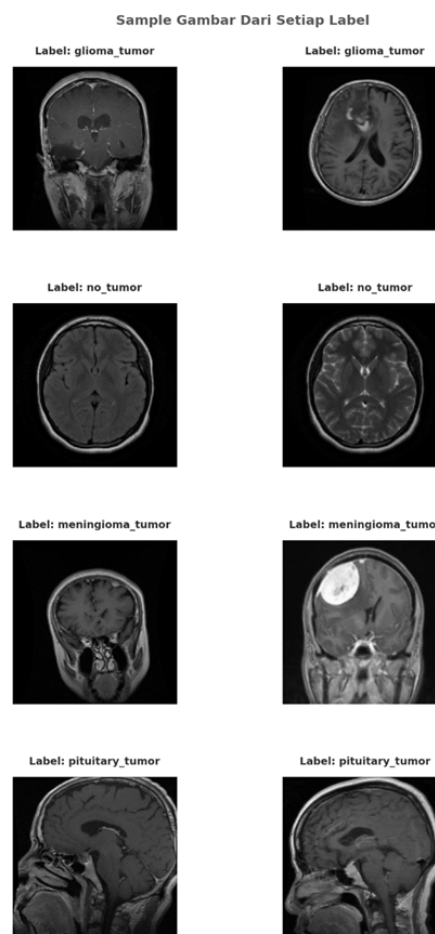 Sample Gambar Dari Setiap Label
Label: glioma_tumor
Label: glioma_tumor
Label: no_tumor
Label: no_tumor
Label: meningioma_tumor
Label: meningioma_tumo
Label: pituitary_tumor
Label: pituitary_tumor